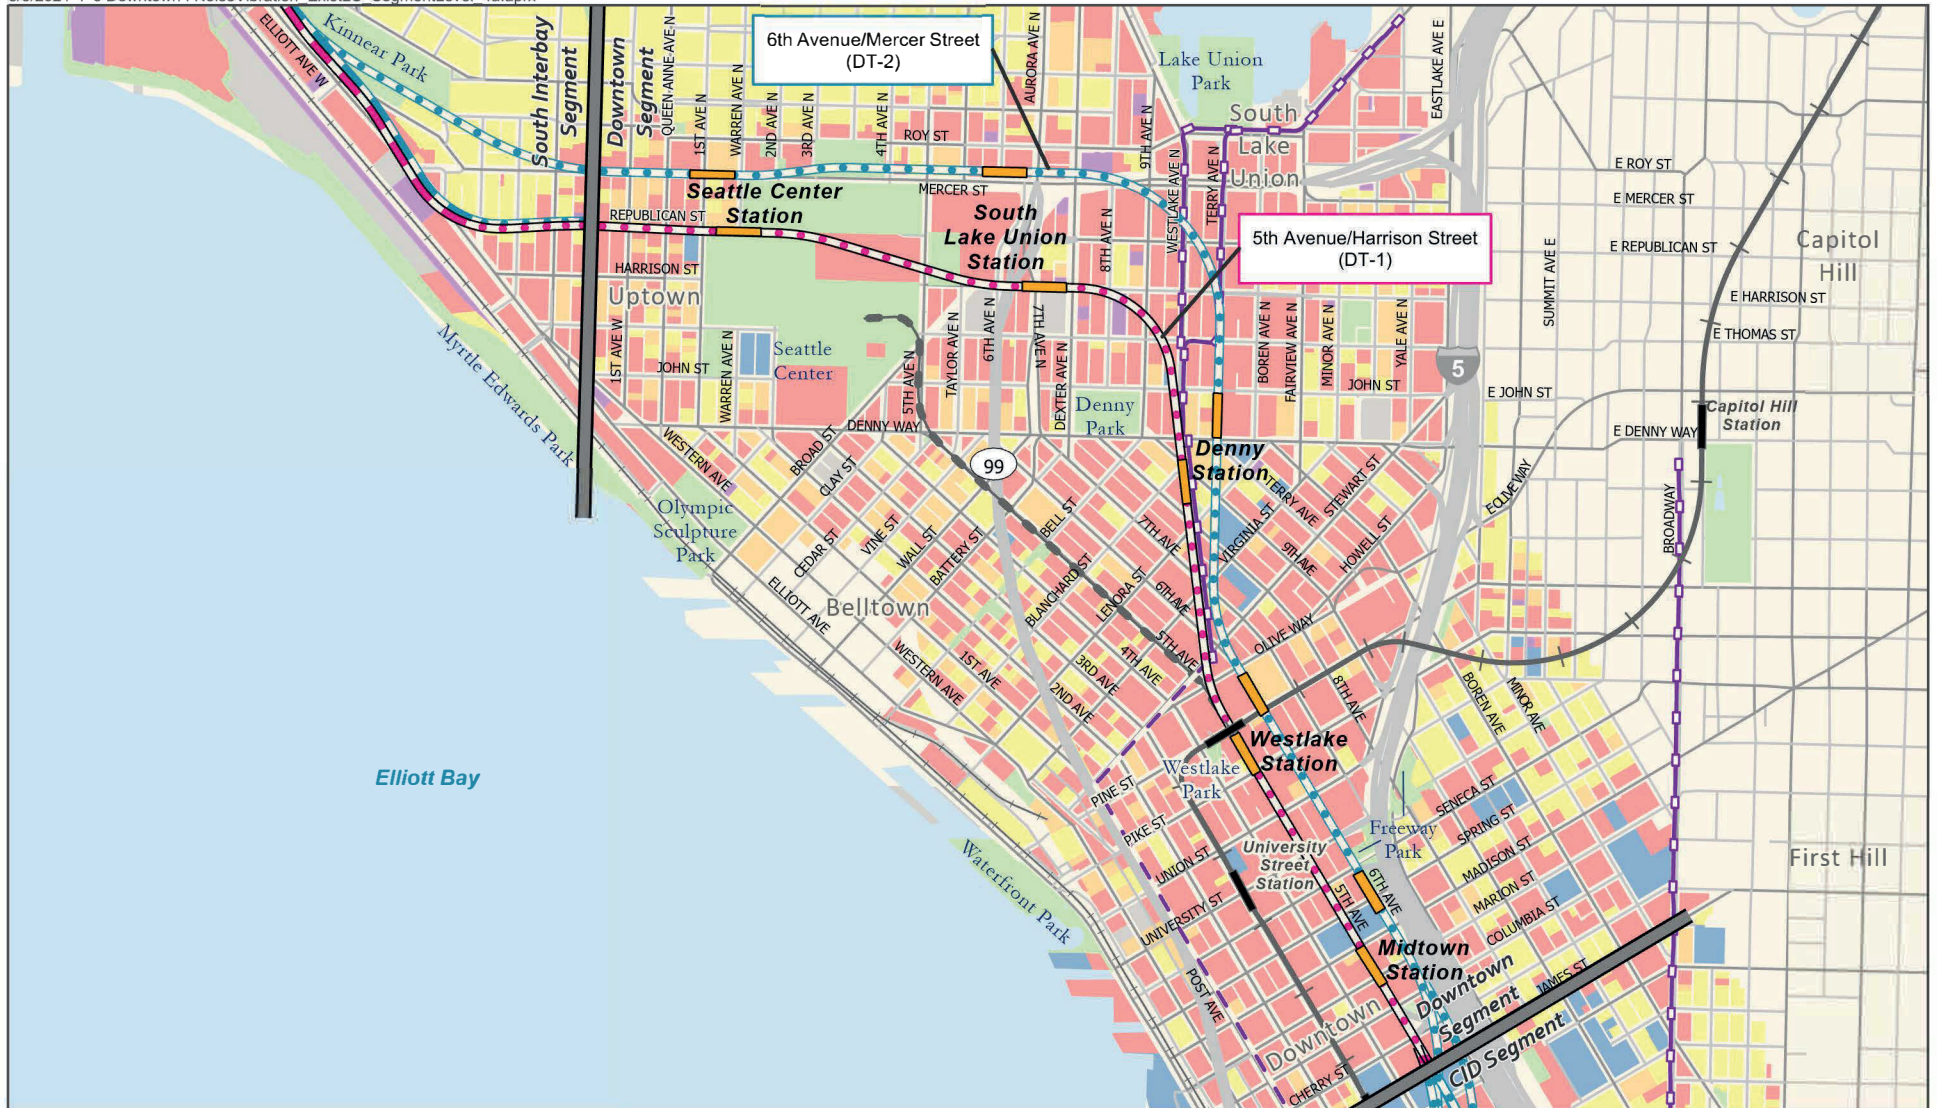 Kinnear Park
ELLIOTT AVE W
South Interbay
Segment
Downtown
Segment
QUEEN ANNE AVE N
1ST AVE N
WARREN AVE N
2ND AVE N
3RD AVE N
4TH AVE N
6th Avenue/Mercer Street
(DT-2)
AURORA AVE N
ROY ST
9TH AVE N
Lake Union
Park
South
Lake
Union
EASTLAKE AVE E
WESTLAKE AVE N
TERRY AVE N
E ROY ST
E MERCER ST
E REPUBLICAN ST
E HARRISON ST
E THOMAS ST
Capitol
Hill
SUMMIT AVE E
MERCER ST
Seattle Center
Station
REPUBLICAN ST
South
Lake Union
Station
8TH AVE N
5th Avenue/Harrison Street
(DT-1)
HARRISON ST
Uptown
1ST AVE W
JOHN ST
WARREN AVE N
Seattle
Center
5TH AVE N
TAYLOR AVE N
6TH AVE N
7TH AVE N
DEXTER AVE N
BOREN AVE N
FAIRVIEW AVE N
MINOR AVE N
YALE AVE N
JOHN ST
5
E JOHN ST
Capitol Hill
Station
E DENNY WAY
Myrtle Edwards Park
DENNY WAY
Denny
Park
WESTERN AVE
BROAD ST
CLAY ST
99
Denny
Station
TERRY AVE
STEWART ST
E OLIVE WAY
BROADWAY
Olympic
Sculpture
Park
CEDAR ST
VINE ST
WALL ST
BATTERY ST
BELL ST
7TH AVE
VIRGINIA ST
9TH AVE
HOWELL ST
ELLIOTT AVE
Belltown
BLANCHARD ST
LENORA ST
6TH AVE
5TH AVE
OLIVE WAY
WESTERN AVE
1ST AVE
2ND AVE
3RD AVE
4TH AVE
8TH AVE
BOREN AVE
MINOR AVE
Elliott Bay
Westlake
Station
Westlake
Park
PINE ST
PIKE ST
UNION ST
UNIVERSITY ST
University
Street
Station
Freeway
Park
SENECA ST
SPRING ST
MADISON ST
MARION ST
COLUMBIA ST
First Hill
Waterfront Park
5TH AVE
6TH AVE
Midtown
Station
POST AVE
Downtown
Downtown
Segment
JAMES ST
CID Segment
CHERRY ST